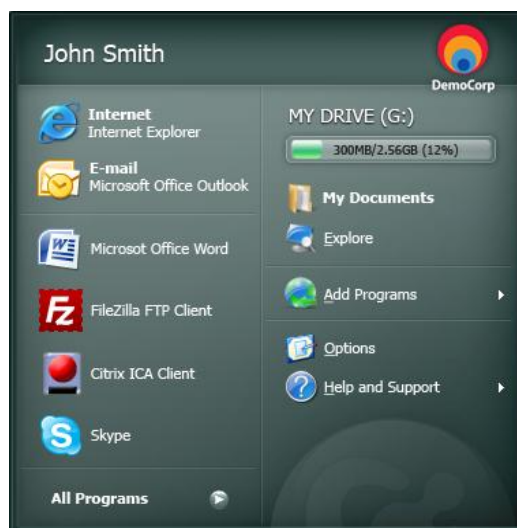 John Smith
DemoCorp
Internet
Internet Explorer
E-mail
Microsoft Office Outlook
Microsot Office Word
FileZilla FTP Client
Citrix ICA Client
Skype
All Programs
MY DRIVE (G:)
300MB/2.56GB (12%)
My Documents
Explore
Add Programs
Options
Help and Support